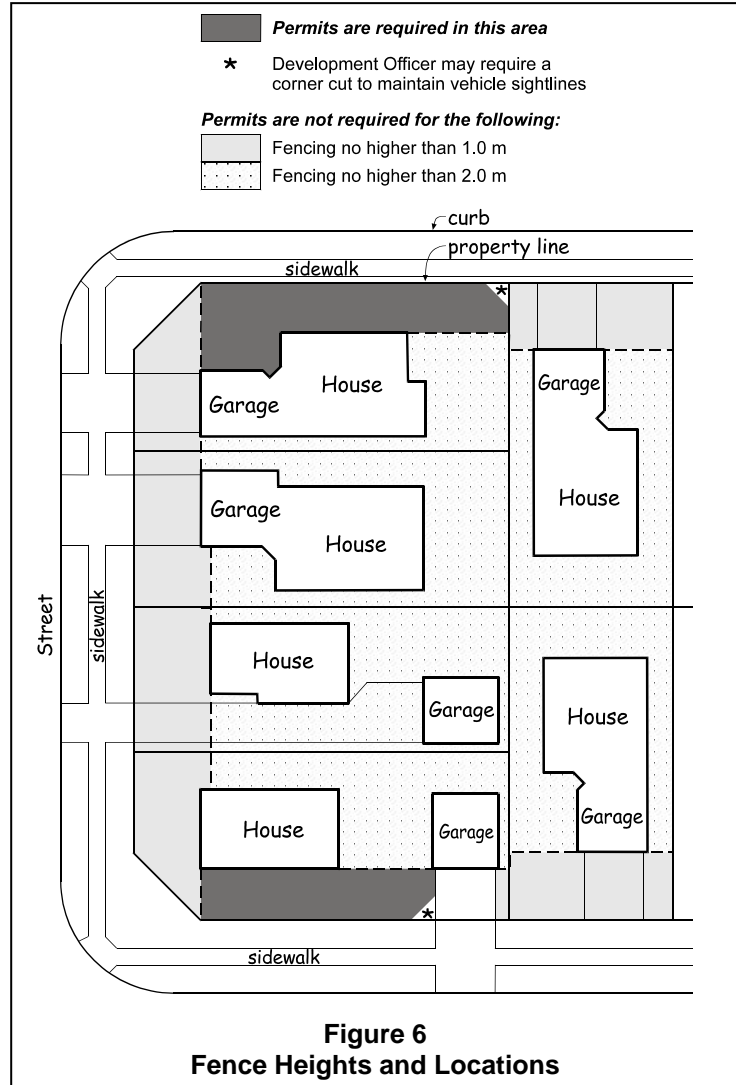 Permits are required in this area
* Development Officer may require a
corner cut to maintain vehicle sightlines
Permits are not required for the following:
Fencing no higher than 1.0 m
Fencing no higher than 2.0 m
curb
property line
sidewalk
*
House
Garage
Garage
House
Garage
House
House
Garage
House
Garage
House
Garage
House
Garage
*
Street
sidewalk
sidewalk
Figure 6
Fence Heights and Locations